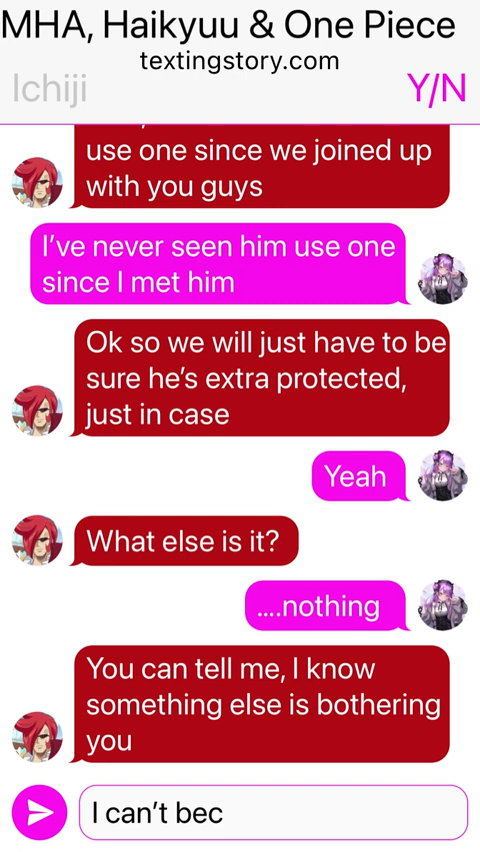 MHA, Haikyuu & One Piece
textingstory.com
Ichiji
Y/N
use one since we joined up
with you guys
I’ve never seen him use one
since I met him
Ok so we will just have to be
sure he’s extra protected,
just in case
Yeah
What else is it?
....nothing
You can tell me, I know
something else is bothering
you
I can’t bec